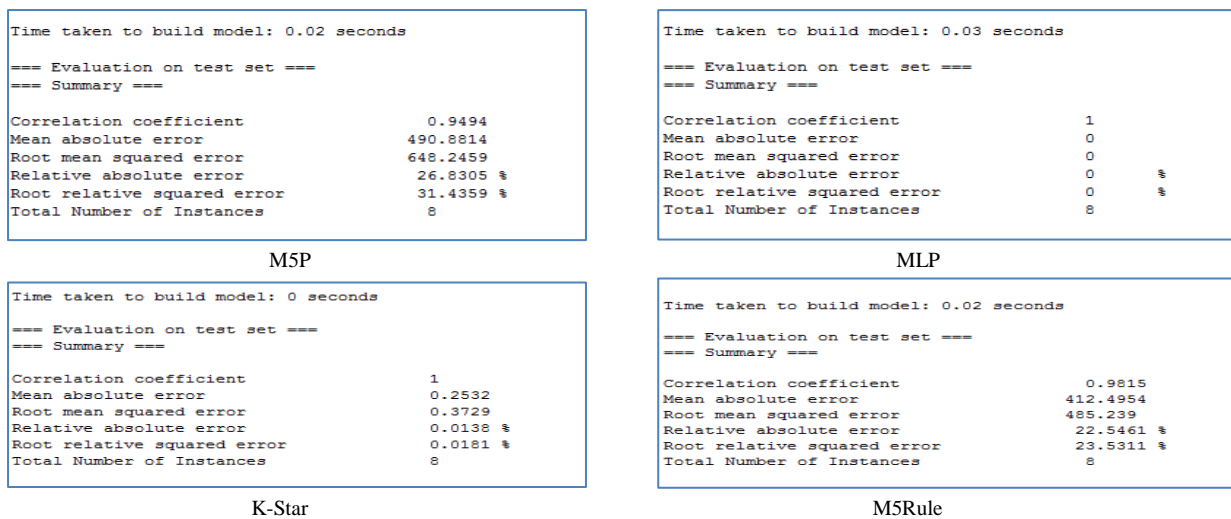 Time taken to build model: 0.02 seconds
=== Evaluation on test set ===
=== Summary ===
Correlation coefficient 0.9494
Mean absolute error 490.8814
Root mean squared error 648.2459
Relative absolute error 26.8305 %
Root relative squared error 31.4359 %
Total Number of Instances 8
M5P
Time taken to build model: 0.03 seconds
=== Evaluation on test set ===
=== Summary ===
Correlation coefficient 1
Mean absolute error 0
Root mean squared error 0
Relative absolute error 0 %
Root relative squared error 0 %
Total Number of Instances 8
MLP
Time taken to build model: 0 seconds
=== Evaluation on test set ===
=== Summary ===
Correlation coefficient 1
Mean absolute error 0.2532
Root mean squared error 0.3729
Relative absolute error 0.0138 %
Root relative squared error 0.0181 %
Total Number of Instances 8
K-Star
Time taken to build model: 0.02 seconds
=== Evaluation on test set ===
=== Summary ===
Correlation coefficient 0.9815
Mean absolute error 412.4954
Root mean squared error 485.239
Relative absolute error 22.5461 %
Root relative squared error 23.5311 %
Total Number of Instances 8
M5Rule